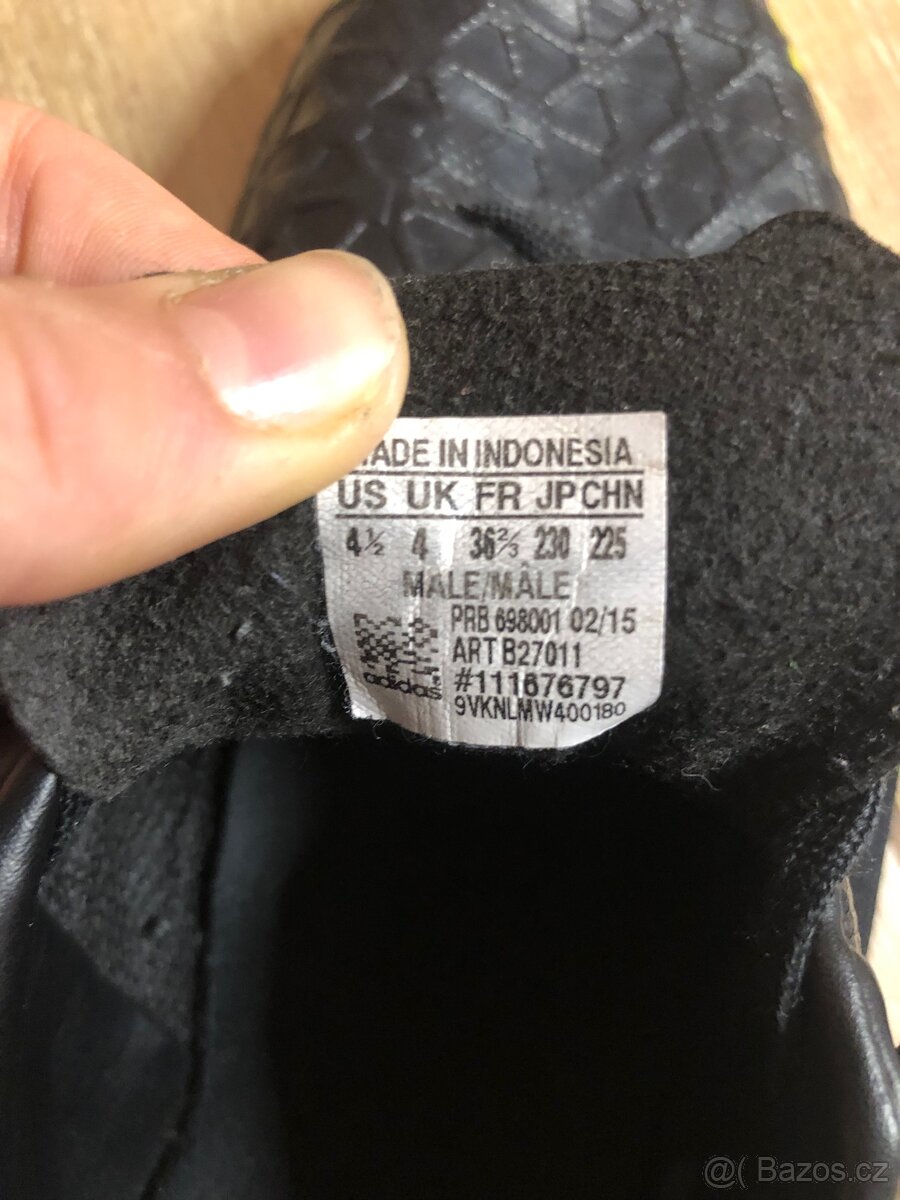 MADE IN INDONESIA
US UK FR JP CHN
4½ 4 36⅔ 230 225
MALE/MÂLE
PRB 698001 02/15
ART B27011
adidas #111676797
9VKNLMW400180
@( Bazos.cz